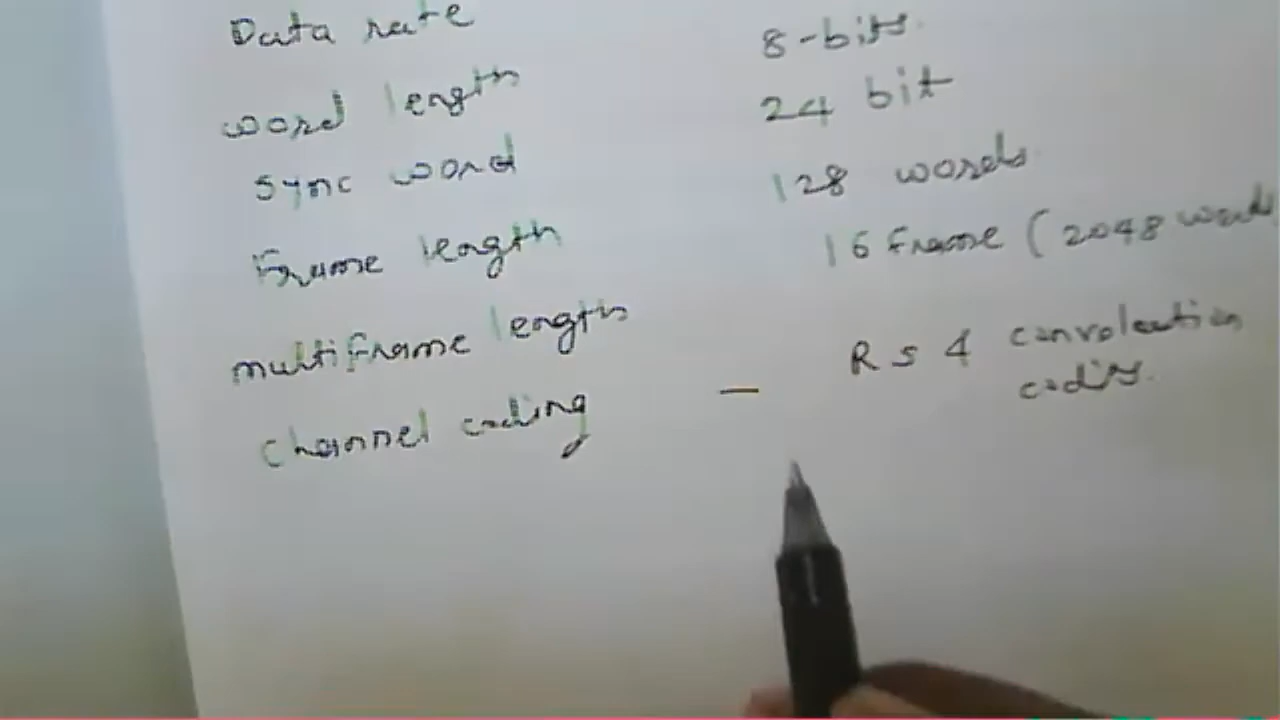 Data rate
word length 8-bits.
sync word 24 bit
Frame length 128 words
multiframe length 16 Frame (2048 words
channel coding — R S 4 convolution
coding.